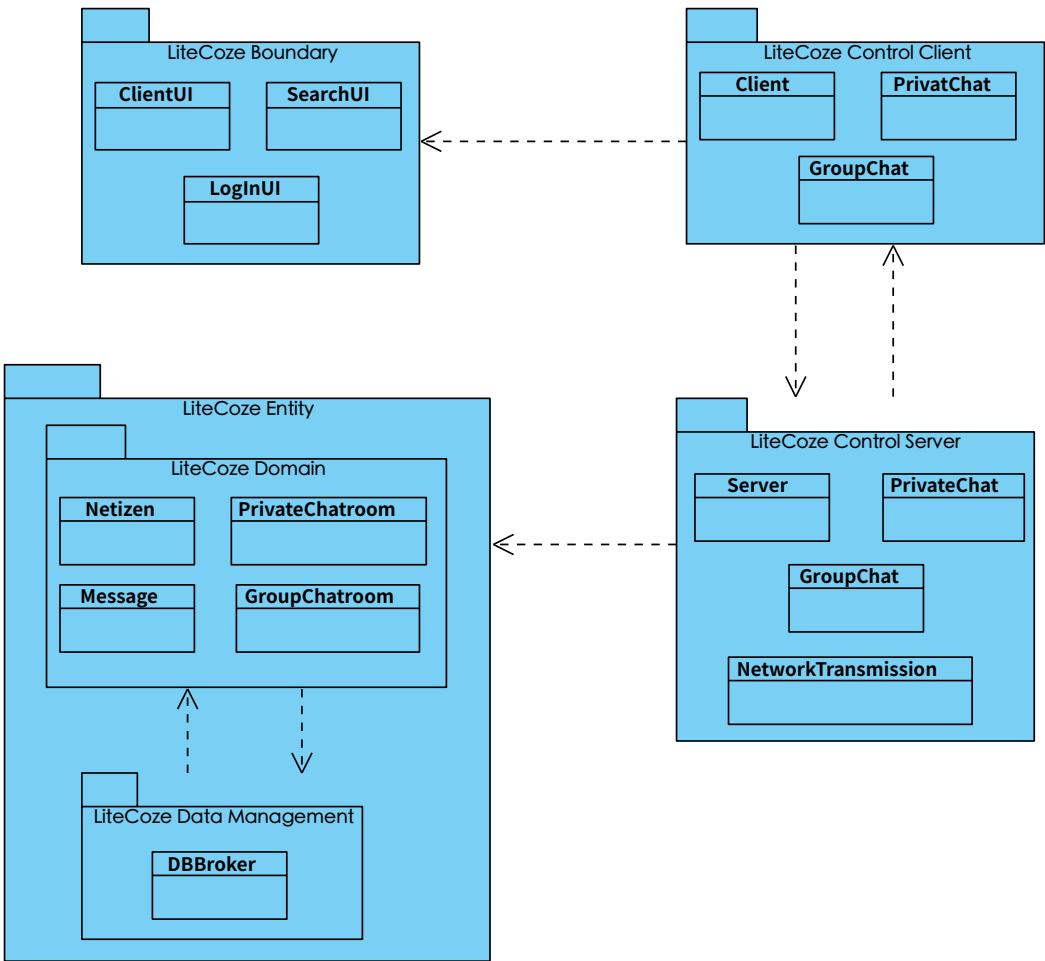 LiteCoze Boundary
ClientUI
SearchUI
LogInUI
LiteCoze Control Client
Client
PrivatChat
GroupChat
LiteCoze Entity
LiteCoze Domain
Netizen
PrivateChatroom
Message
GroupChatroom
LiteCoze Data Management
DBBroker
LiteCoze Control Server
Server
PrivateChat
GroupChat
NetworkTransmission